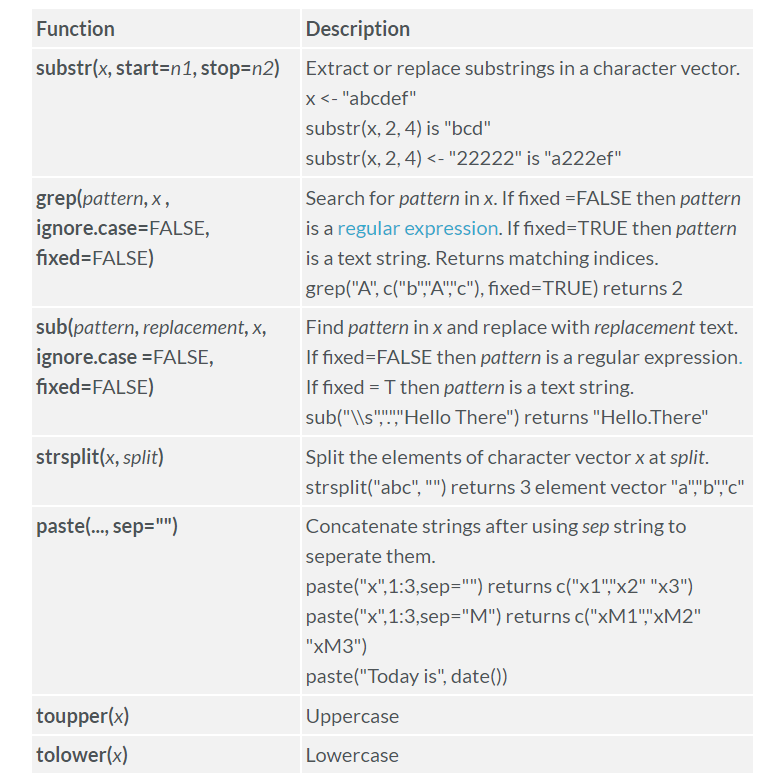 Function Description
substr(x, start=n1, stop=n2) Extract or replace substrings in a character vector.
x <- "abcdef"
substr(x, 2, 4) is "bcd"
substr(x, 2, 4) <- "22222" is "a222ef"
grep(pattern, x ,
ignore.case=FALSE,
fixed=FALSE)
Search for pattern in x. If fixed =FALSE then pattern
is a regular expression. If fixed=TRUE then pattern
is a text string. Returns matching indices.
grep("A", c("b","A","c"), fixed=TRUE) returns 2
sub(pattern, replacement, x,
ignore.case =FALSE,
fixed=FALSE)
Find pattern in x and replace with replacement text.
If fixed=FALSE then pattern is a regular expression.
If fixed = T then pattern is a text string.
sub("\\s",".","Hello There") returns "Hello.There"
strsplit(x, split)
Split the elements of character vector x at split.
strsplit("abc", "") returns 3 element vector "a","b","c"
paste(..., sep="")
Concatenate strings after using sep string to
seperate them.
paste("x",1:3,sep="") returns c("x1","x2" "x3")
paste("x",1:3,sep="M") returns c("xM1","xM2"
"xM3")
paste("Today is", date())
toupper(x) Uppercase
tolower(x) Lowercase